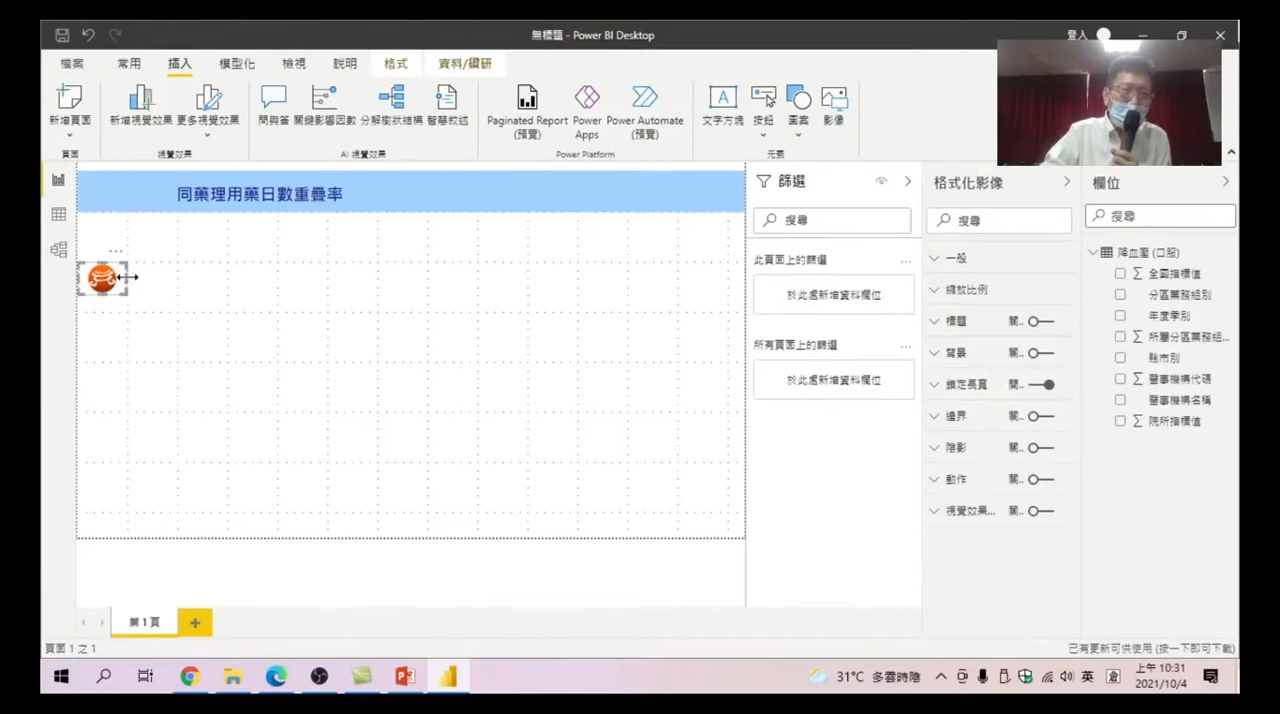 無標題 - Power BI Desktop
登入
檔案 常用 插入 模型化 檢視 說明 格式 資料/鑽研
新增頁面 新增視覺效果 更多視覺效果 問與答 關鍵影響因數 分解樹狀結構 智慧敘述 Paginated Report (預覽) Power Apps Power Automate (預覽) 文字方塊 按鈕 圖案 影像
頁面 視覺效果 AI 視覺效果 Power Platform 元素
同藥理用藥日數重疊率
篩選
搜尋
此頁面上的篩選
於此處新增資料欄位
所有頁面上的篩選
於此處新增資料欄位
格式化影像
搜尋
一般
縮放比例
標題 關..
背景 關..
鎖定長寬 開..
邊界 關..
陰影 關..
動作 關..
視覺效果... 關..
欄位
搜尋
降血壓 (口服)
全國指標值
分區業務組別
年度季別
所屬分區業務組...
縣市別
醫事機構代碼
醫事機構名稱
院所指標值
第 1 頁
頁面 1 之 1
已有更新可供使用 (按一下即可下載)
31°C 多雲時陰
英
倉
上午 10:31
2021/10/4